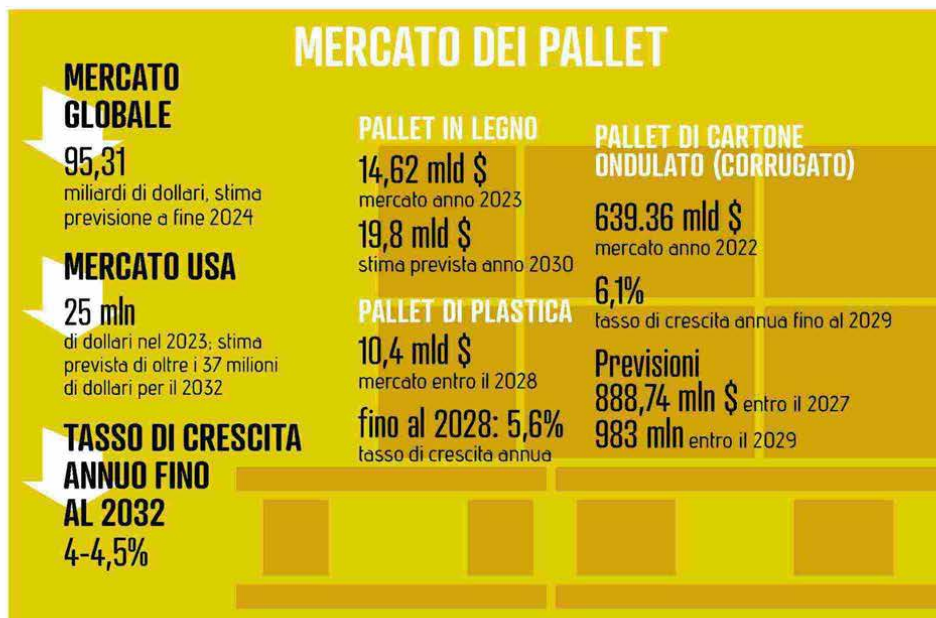 MERCATO DEI PALLET
MERCATO
GLOBALE
95,31
miliardi di dollari, stima
previsione a fine 2024
MERCATO USA
25 mln
di dollari nel 2023; stima
prevista di oltre i 37 milioni
di dollari per il 2032
TASSO DI CRESCITA
ANNUO FINO
AL 2032
4-4,5%
PALLET IN LEGNO
14,62 mld $
mercato anno 2023
19,8 mld $
stima prevista anno 2030
PALLET DI PLASTICA
10,4 mld $
mercato entro il 2028
fino al 2028: 5,6%
tasso di crescita annua
PALLET DI CARTONE
ONDULATO (CORRUGATO)
639.36 mld $
mercato anno 2022
6,1%
tasso di crescita annua fino al 2029
Previsioni
888,74 mln $ entro il 2027
983 mln entro il 2029